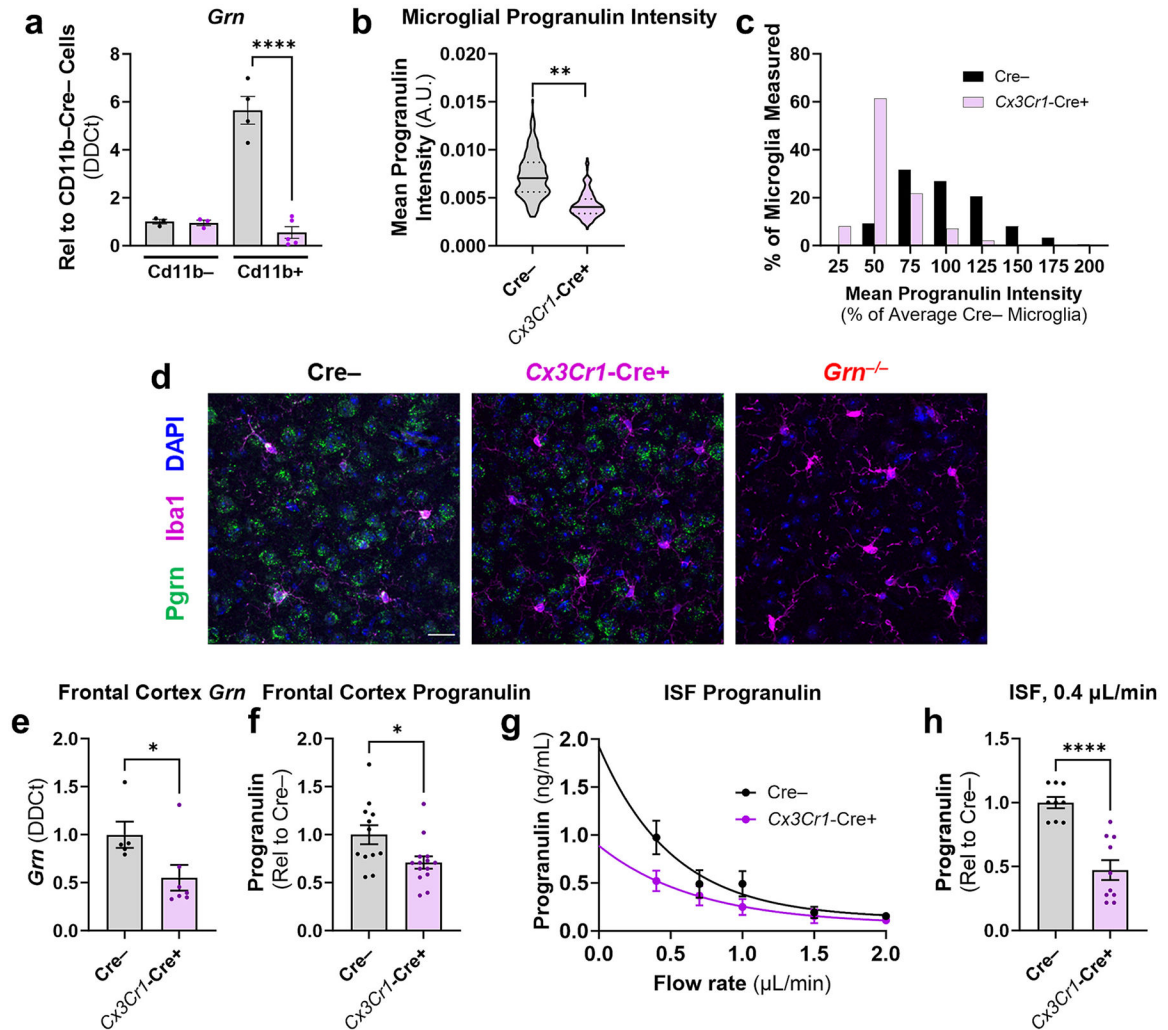 a
Grn
Rel to CD11b–Cre– Cells
(DDCt)
8
6
4
2
0
****
Cd11b–
Cd11b+
b
Microglial Progranulin Intensity
Mean Progranulin
Intensity (A.U.)
0.020
0.015
0.010
0.005
0.000
**
Cre–
Cx3Cr1-Cre+
c
% of Microglia Measured
80
60
40
20
0
Cre–
Cx3Cr1-Cre+
25 50 75 100 125 150 175 200
Mean Progranulin Intensity
(% of Average Cre– Microglia)
d
Cre–
Cx3Cr1-Cre+
Grn–/–
Pgrn Iba1 DAPI
e
Frontal Cortex Grn
Grn (DDCt)
2.0
1.5
1.0
0.5
0.0
*
Cre–
Cx3Cr1-Cre+
f
Frontal Cortex Progranulin
Progranulin
(Rel to Cre–)
2.0
1.5
1.0
0.5
0.0
*
Cre–
Cx3Cr1-Cre+
g
ISF Progranulin
Progranulin (ng/mL)
2.0
1.5
1.0
0.5
0.0
Cre–
Cx3Cr1-Cre+
0.0 0.5 1.0 1.5 2.0
Flow rate (µL/min)
h
ISF, 0.4 µL/min
Progranulin
(Rel to Cre–)
1.5
1.0
0.5
0.0
****
Cre–
Cx3Cr1-Cre+